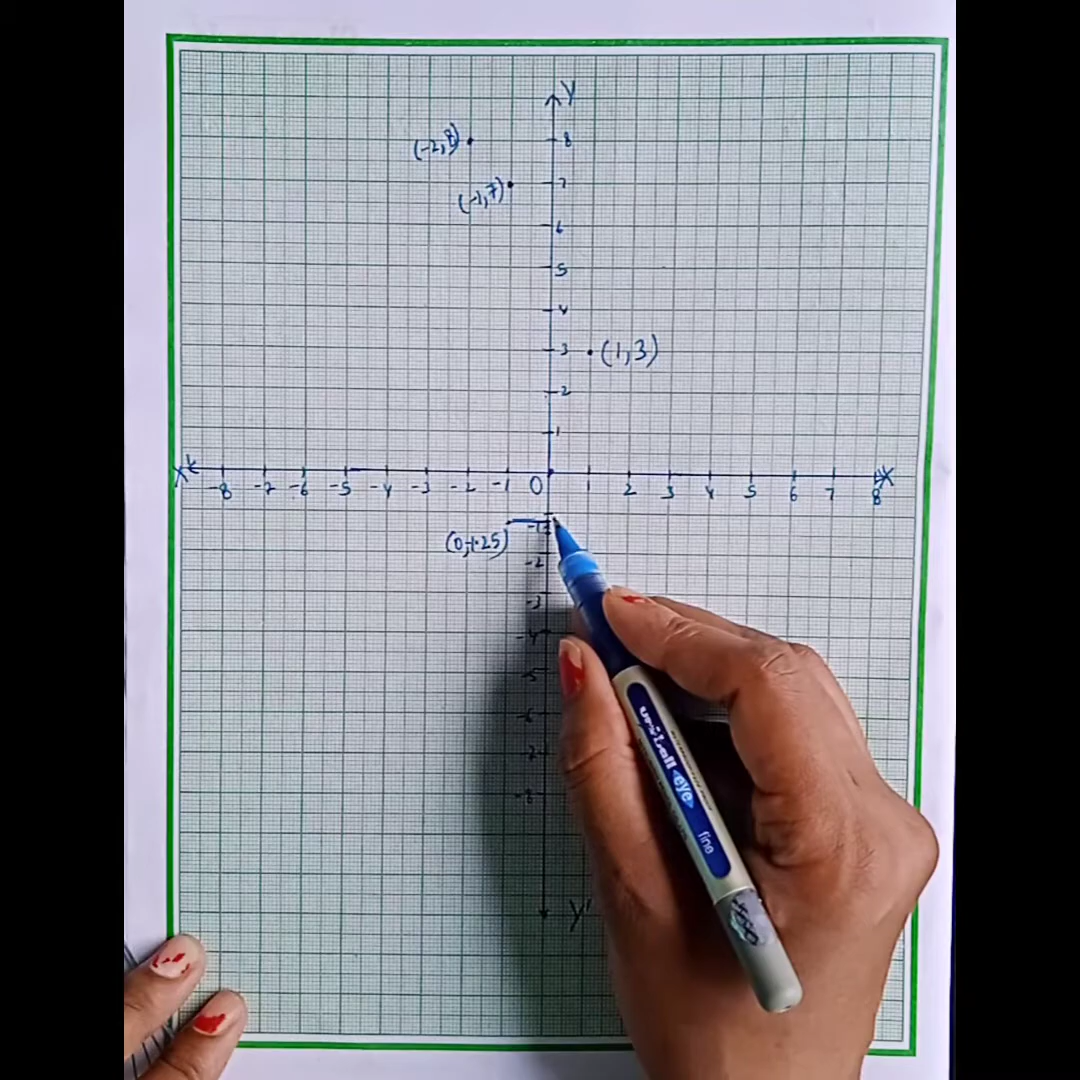 Y
(-2,8)
8
(-1,7)
7
6
5
4
3
(1,3)
2
1
X'
-8 -7 -6 -5 -4 -3 -2 -1 0 1 2 3 4 5 6 7 8
X
-1
(0,-1.25)
-2
-3
-4
-5
-6
-7
-8
Y'
uni-ball eye
fine